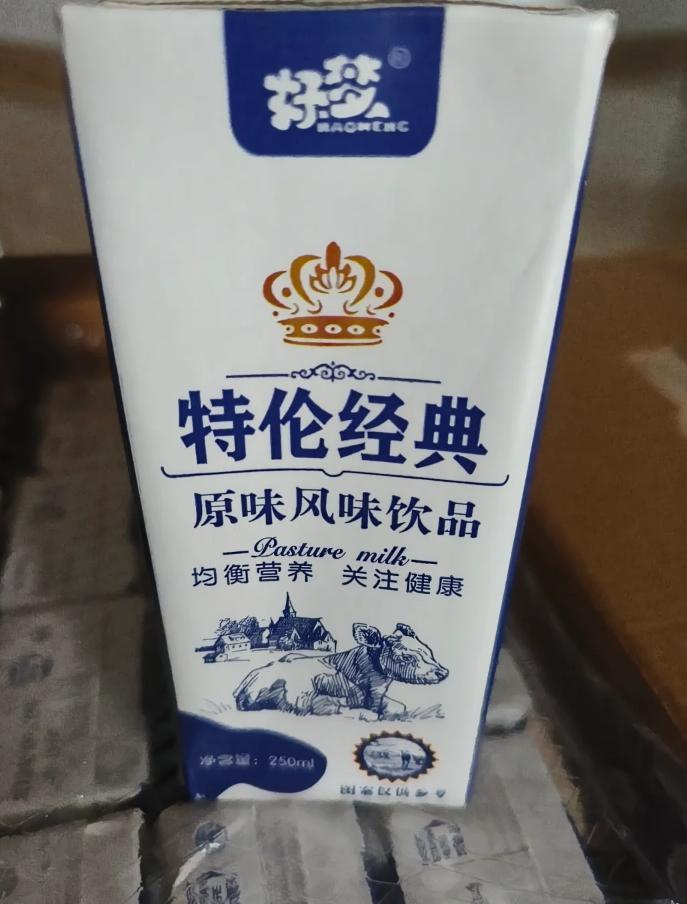 好梦®
HAOMENG
特伦经典
原味风味饮品
Pasture milk
均衡营养 关注健康
净含量：250ml